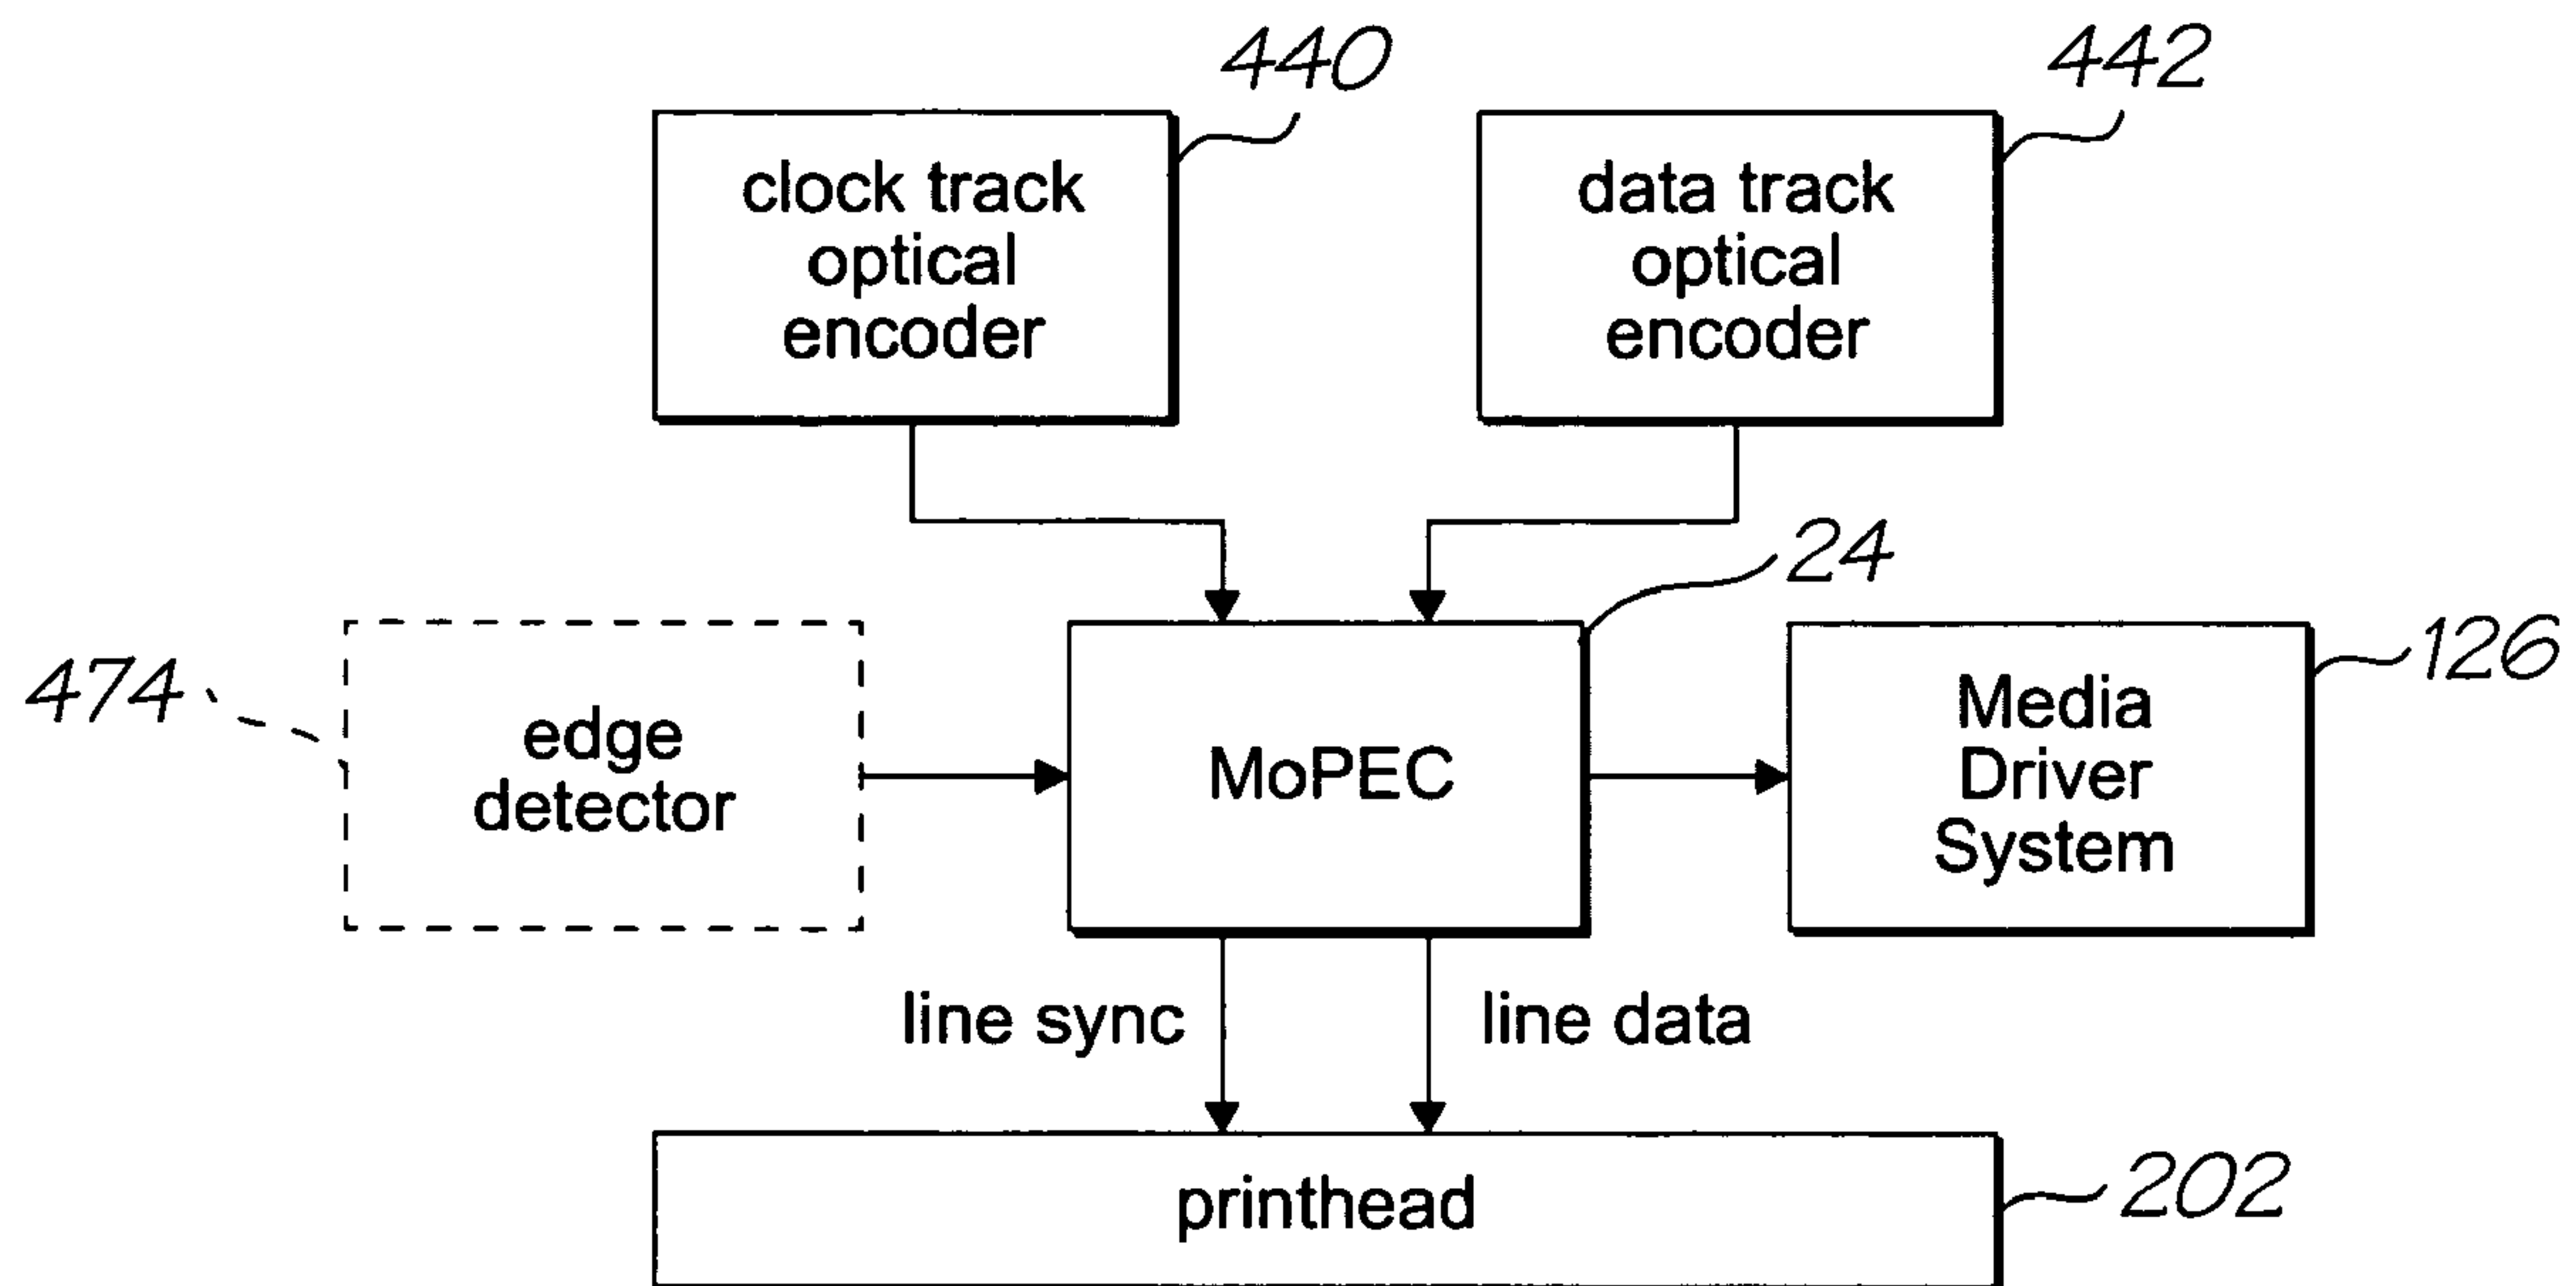 440
442
clock track
optical
encoder
data track
optical
encoder
24
126
474
edge
detector
MoPEC
Media
Driver
System
line sync
line data
printhead
202